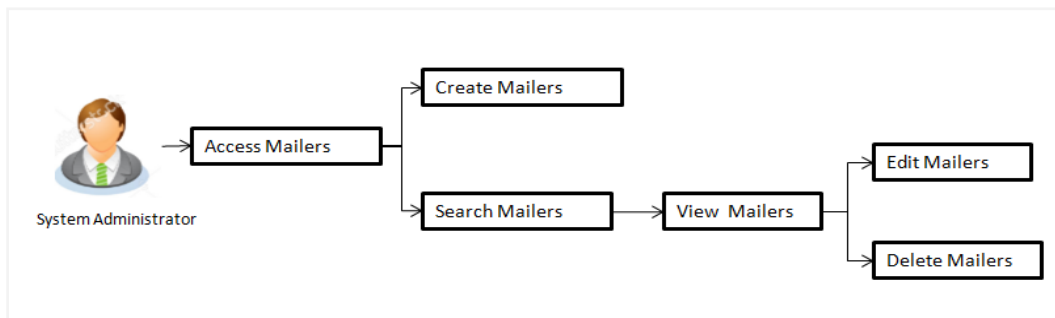 Create Mailers
Access Mailers
Edit Mailers
System Administrator
Search Mailers
View  Mailers
Delete Mailers